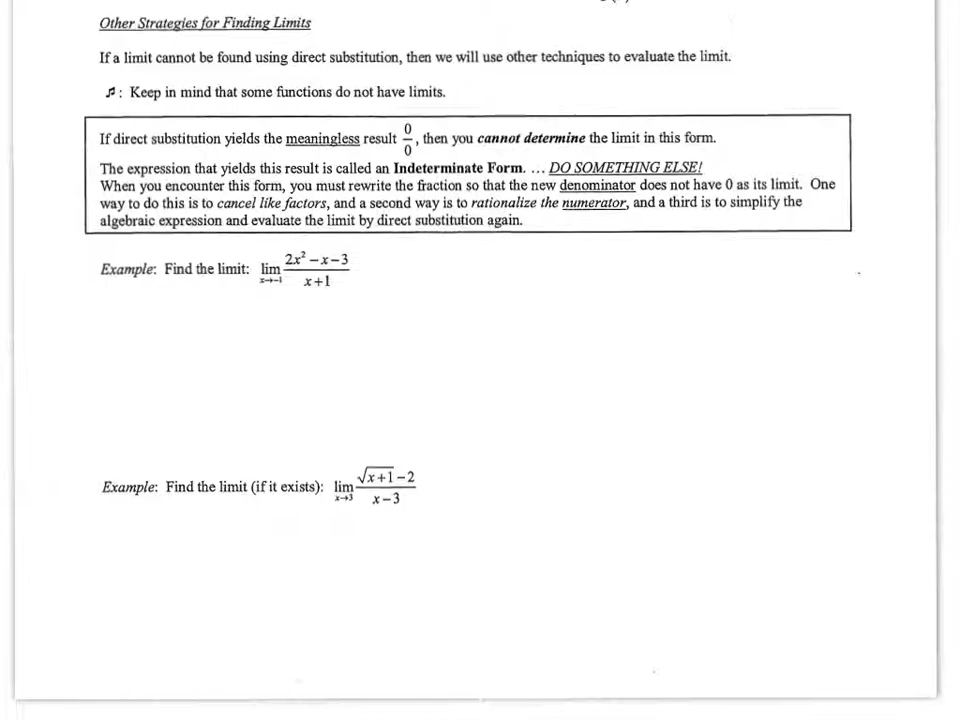 Other Strategies for Finding Limits
If a limit cannot be found using direct substitution, then we will use other techniques to evaluate the limit.
♫: Keep in mind that some functions do not have limits.
If direct substitution yields the meaningless result 0/0, then you cannot determine the limit in this form.
The expression that yields this result is called an Indeterminate Form. … DO SOMETHING ELSE!
When you encounter this form, you must rewrite the fraction so that the new denominator does not have 0 as its limit. One
way to do this is to cancel like factors, and a second way is to rationalize the numerator, and a third is to simplify the
algebraic expression and evaluate the limit by direct substitution again.
Example: Find the limit: lim x→-1 (2x² – x – 3)/(x+1)
Example: Find the limit (if it exists): lim x→3 (√(x+1) – 2)/(x – 3)